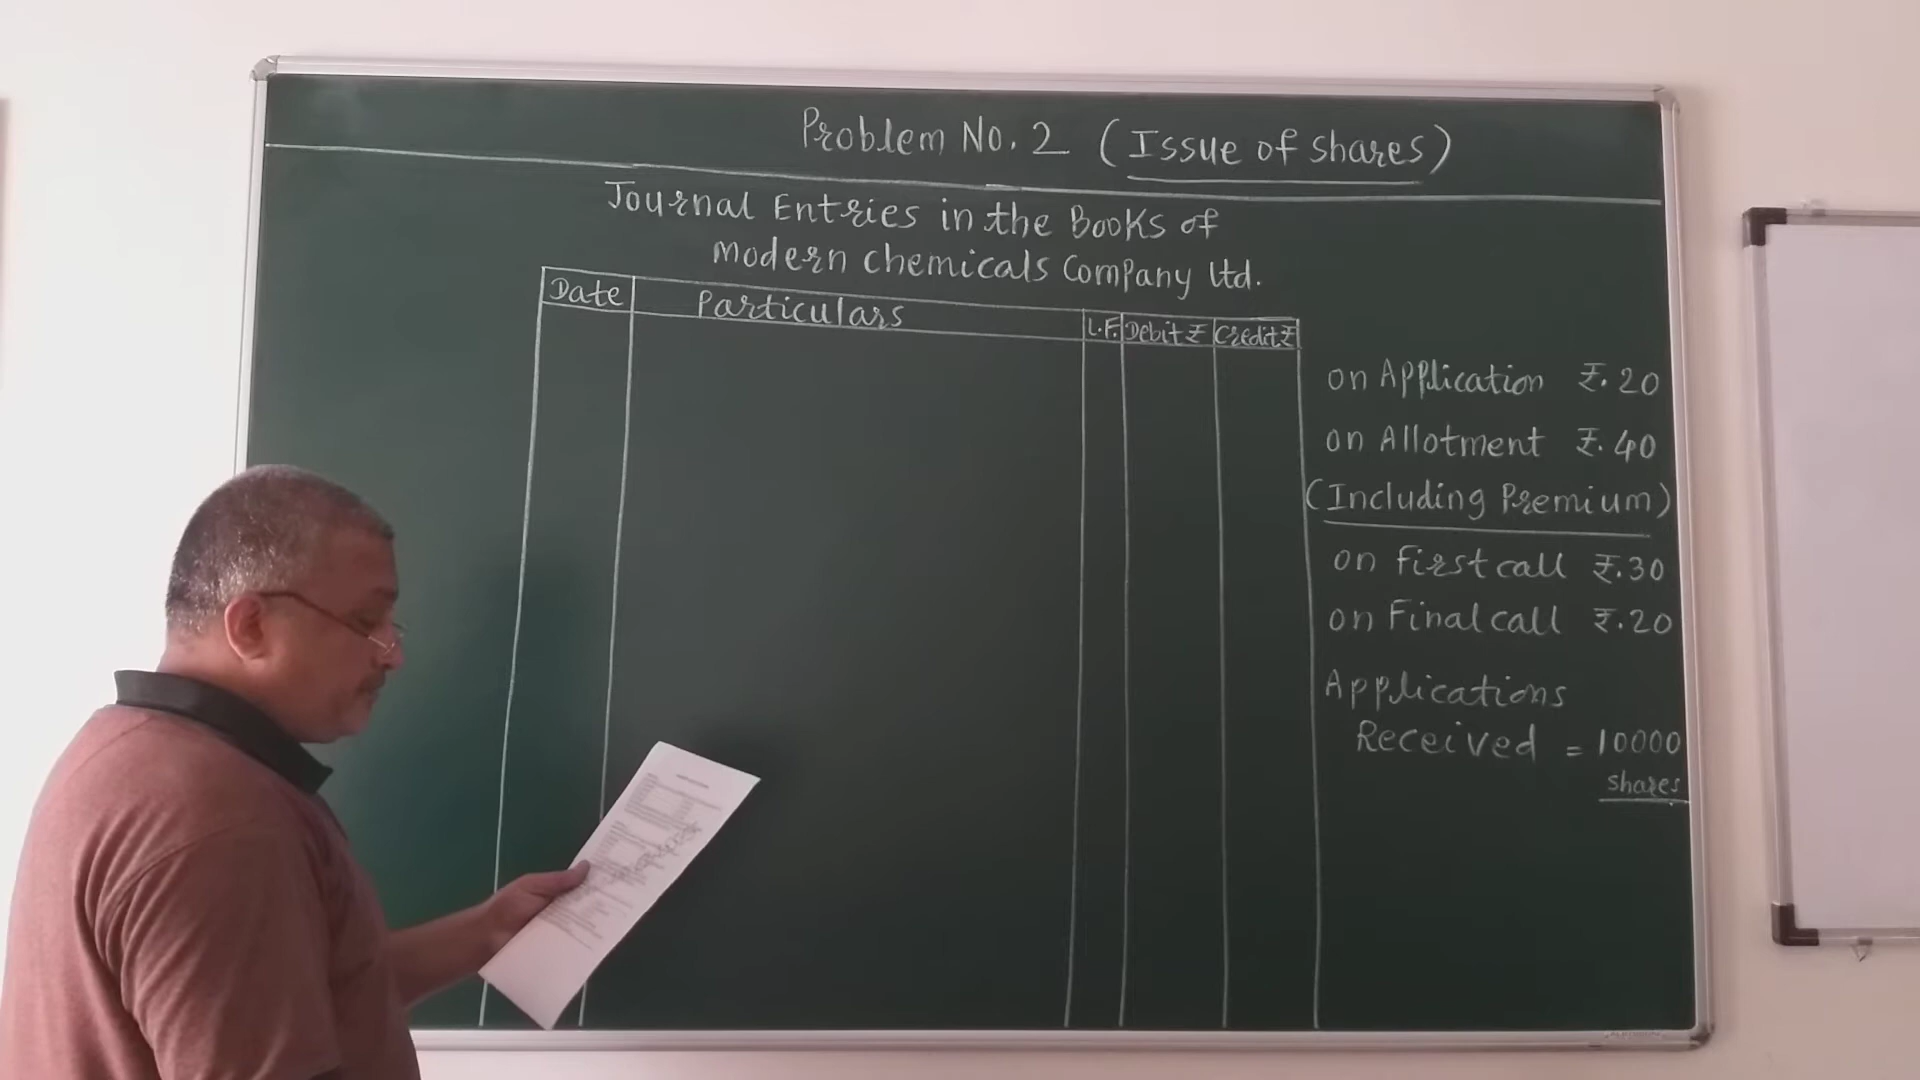 Problem No. 2 (Issue of shares)
Journal Entries in the Books of
Modern Chemicals Company Ltd.
Date Particulars L.F. Debit ₹ Credit ₹
on Application ₹. 20
on Allotment ₹. 40
(Including Premium)
on First call ₹. 30
on Final call ₹. 20
Applications
Received = 10000
shares